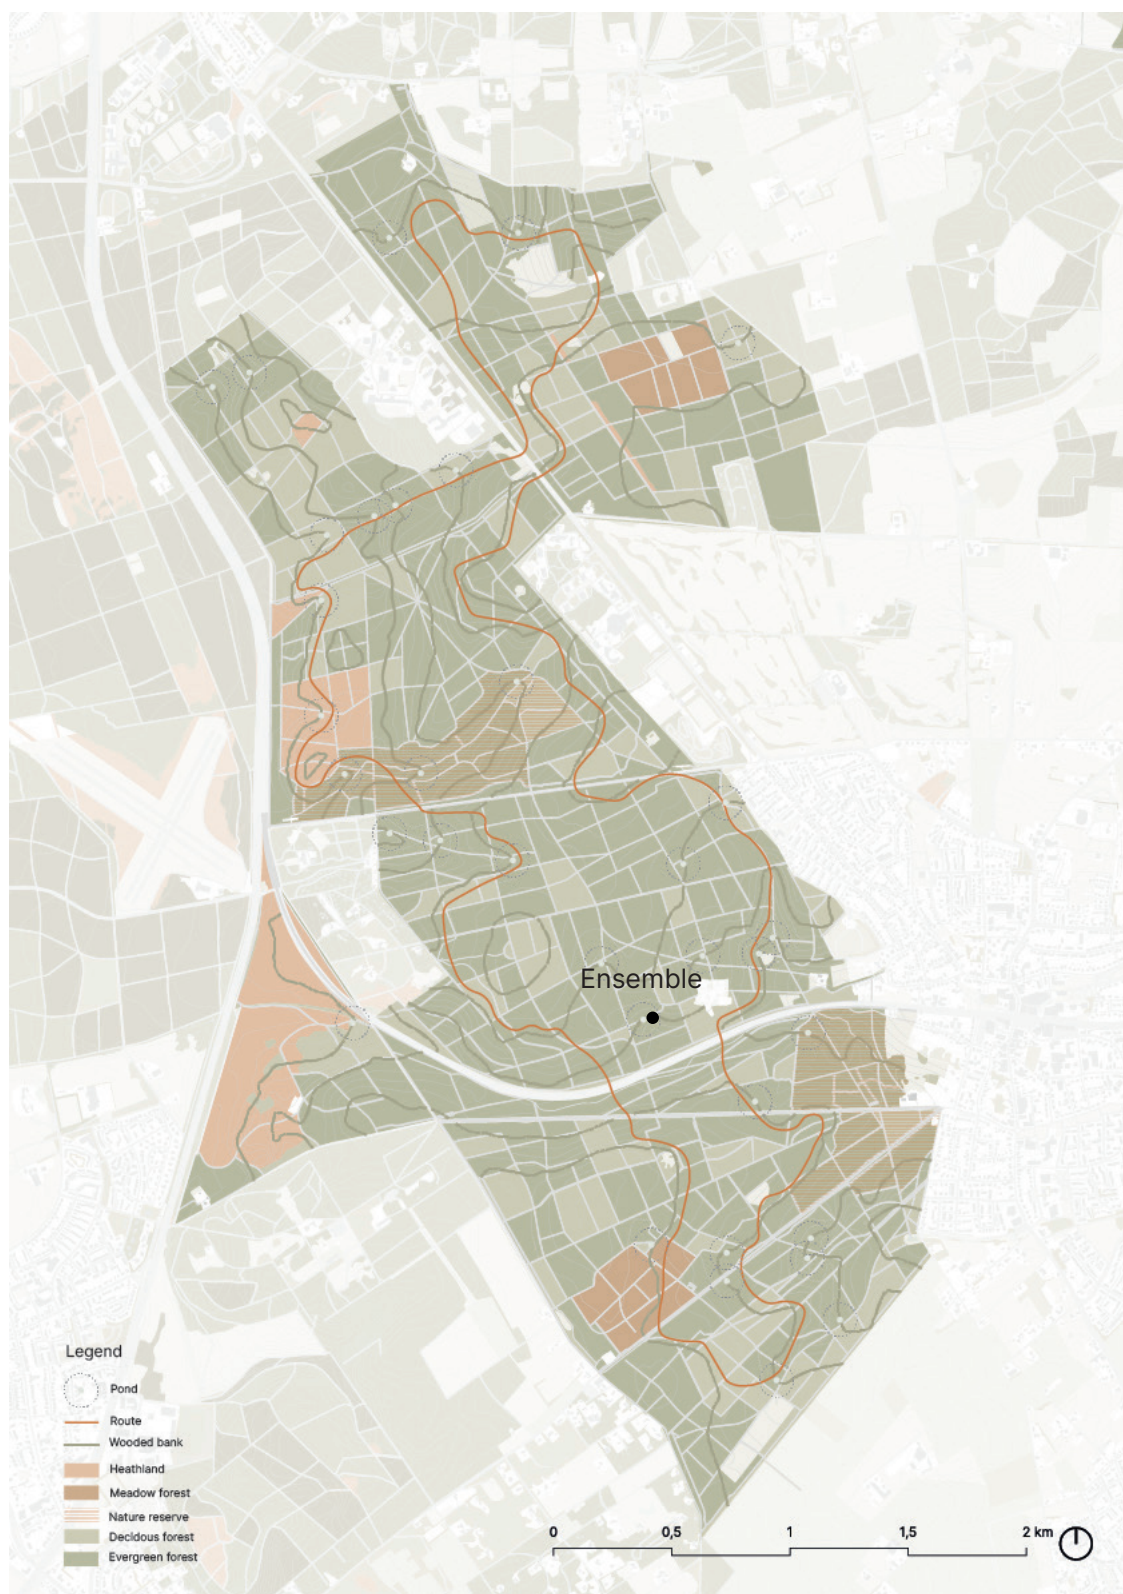 Ensemble
Legend
Pond
Route
Wooded bank
Heathland
Meadow forest
Nature reserve
Decidous forest
Evergreen forest
0 0,5 1 1,5 2 km